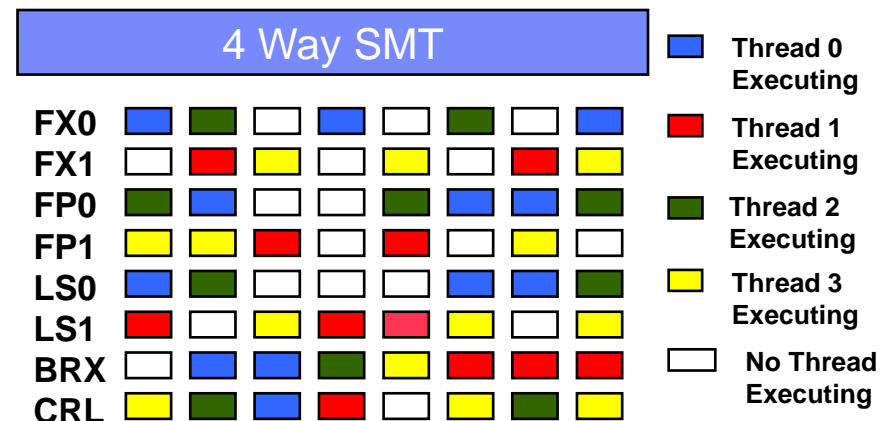 4 Way SMT
FX0
FX1
FP0
FP1
LS0
LS1
BRX
CRL
Thread 0
Executing
Thread 1
Executing
Thread 2
Executing
Thread 3
Executing
No Thread
Executing